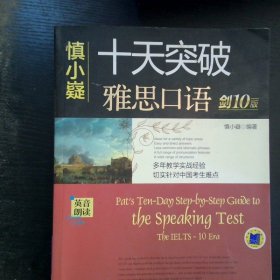 慎小嶷
十天突破
雅思口语 剑10版
慎小嶷 编著
多年教学实战经验
切实针对中国考生难点
英音
朗读
Pat's Ten-Day Step-by-Step Guide to
the Speaking Test
The IELTS - 10 Era